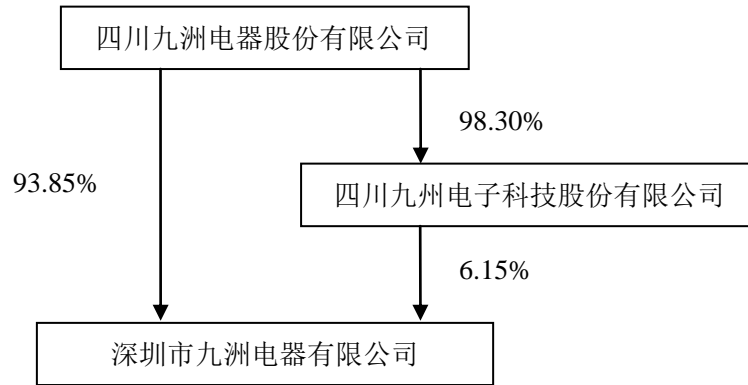 四川九洲电器股份有限公司
98.30%
93.85%
四川九州电子科技股份有限公司
6.15%
深圳市九洲电器有限公司